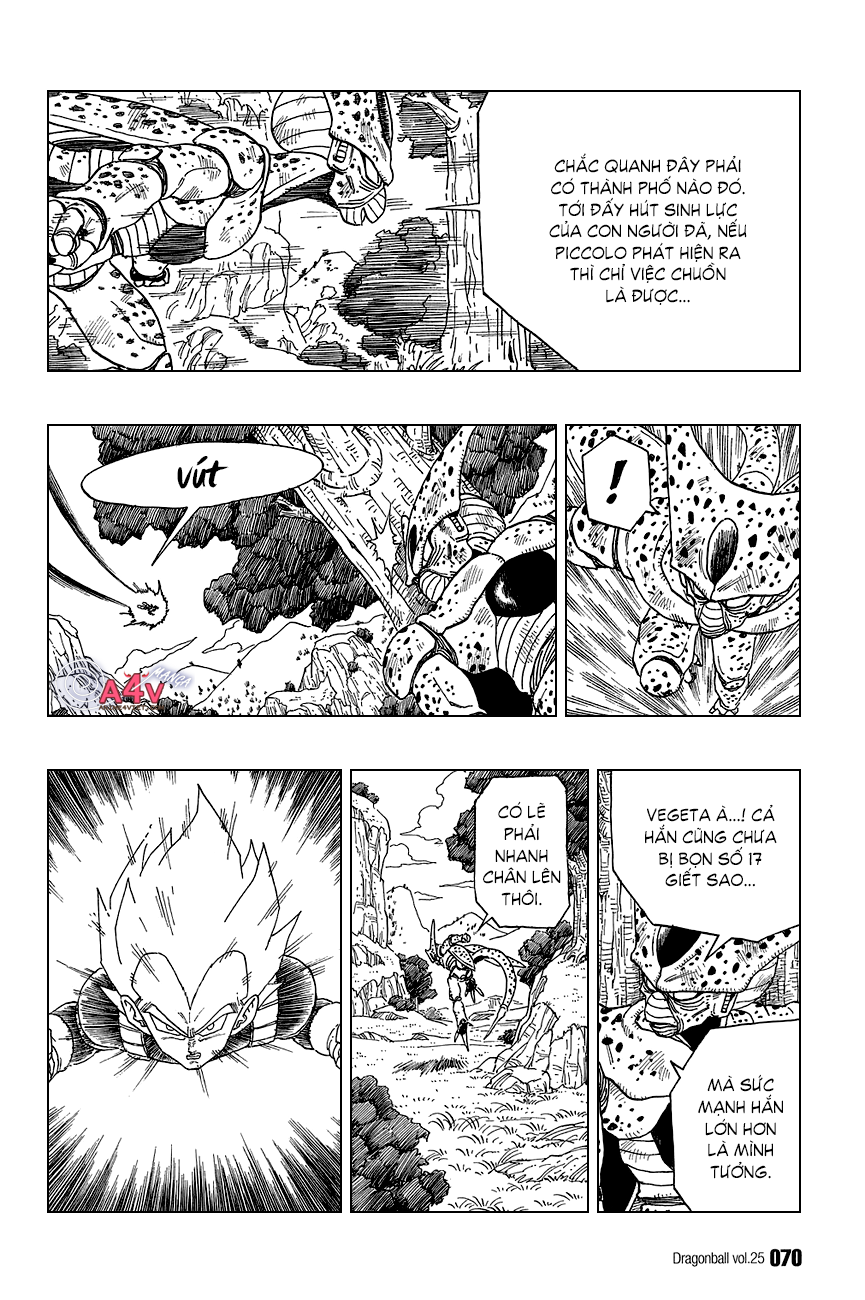 CHẮC QUANH ĐÂY PHẢI
CÓ THÀNH PHỐ NÀO ĐÓ.
TỚI ĐẤY HÚT SINH LỰC
CỦA CON NGƯỜI ĐÃ, NẾU
PICCOLO PHÁT HIỆN RA
THÌ CHỈ VIỆC CHUỒN
LÀ ĐƯỢC...
VÚT
!
VEGETA À...! CẢ
HẮN CŨNG CHƯA
BỊ BỌN SỐ 17
GIẾT SAO...
MÀ SỨC
MẠNH HẮN
LỚN HƠN
LÀ MÌNH
TƯỞNG.
CÓ LẼ
PHẢI
NHANH
CHÂN LÊN
THÔI.
MANGA
A4v
Dragonball vol.25 070